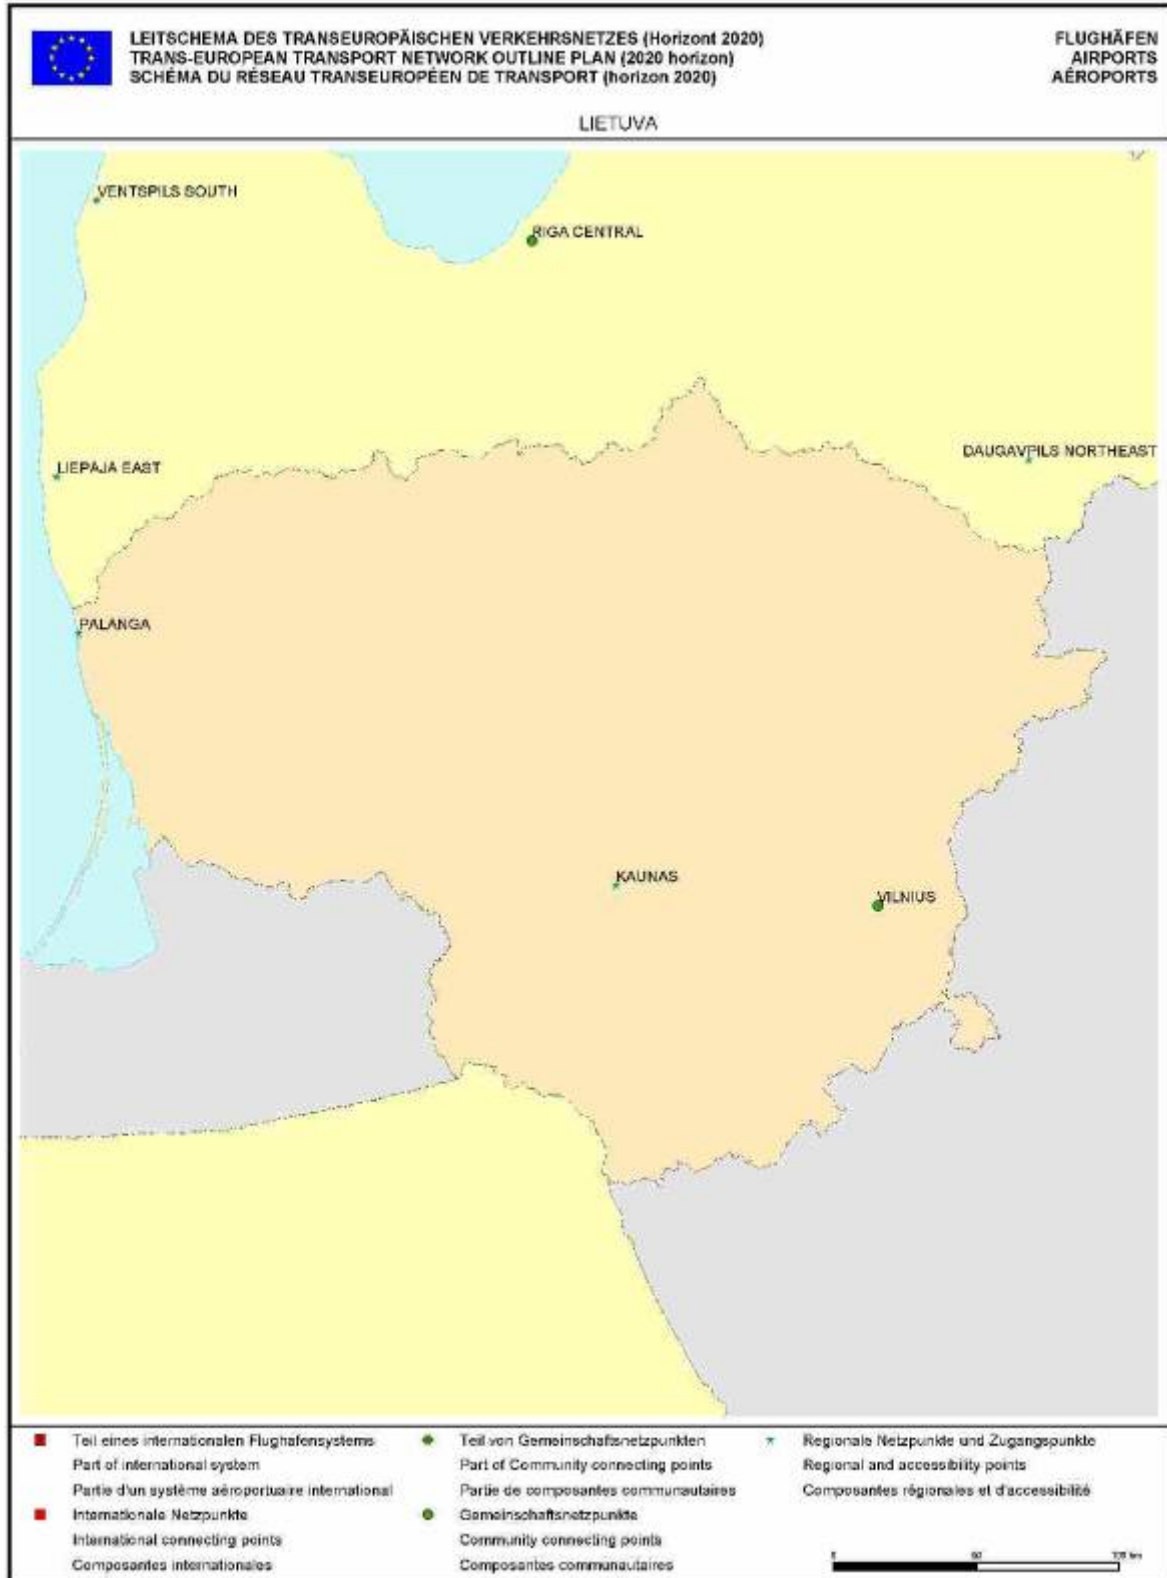 LEITSCHEMA DES TRANSEUROPÄISCHEN VERKEHRSNETZES (Horizont 2020)
TRANS-EUROPEAN TRANSPORT NETWORK OUTLINE PLAN (2020 horizon)
SCHÉMA DU RÉSEAU TRANSEUROPÉEN DE TRANSPORT (horizon 2020)
FLUGHÄFEN
AIRPORTS
AÉROPORTS
LIETUVA
VENTSPILS SOUTH
RIGA CENTRAL
DAUGAVPILS NORTHEAST
LIEPAJA EAST
PALANGA
KAUNAS
VILNIUS
Teil eines internationalen Flughafensystems
Part of international system
Partie d'un système aéroportuaire international
Internationale Netzpunkte
International connecting points
Composantes internationales
Teil von Gemeinschaftsnetzpunkten
Part of Community connecting points
Partie de composantes communautaires
Gemeinschaftsnetzpunkte
Community connecting points
Composantes communautaires
Regionale Netzpunkte und Zugangspunkte
Regional and accessibility points
Composantes régionales et d'accessibilité
0 50 100 km